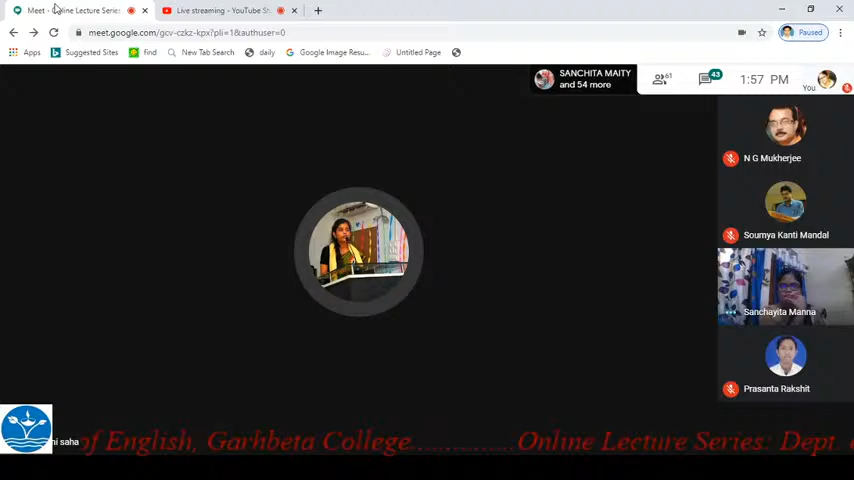 Meet - Online Lecture Series:
Live streaming - YouTube St
meet.google.com/gcv-czkz-kpx?pli=1&authuser=0
Paused
Apps
Suggested Sites
find
New Tab Search
daily
Google Image Resu...
Untitled Page
SANCHITA MAITY
and 54 more
61
43
1:57 PM
You
N G Mukherjee
Soumya Kanti Mandal
Sanchayita Manna
Prasanta Rakshit
saha
of English, Garhbeta College.............. Online Lecture Series: Dept.